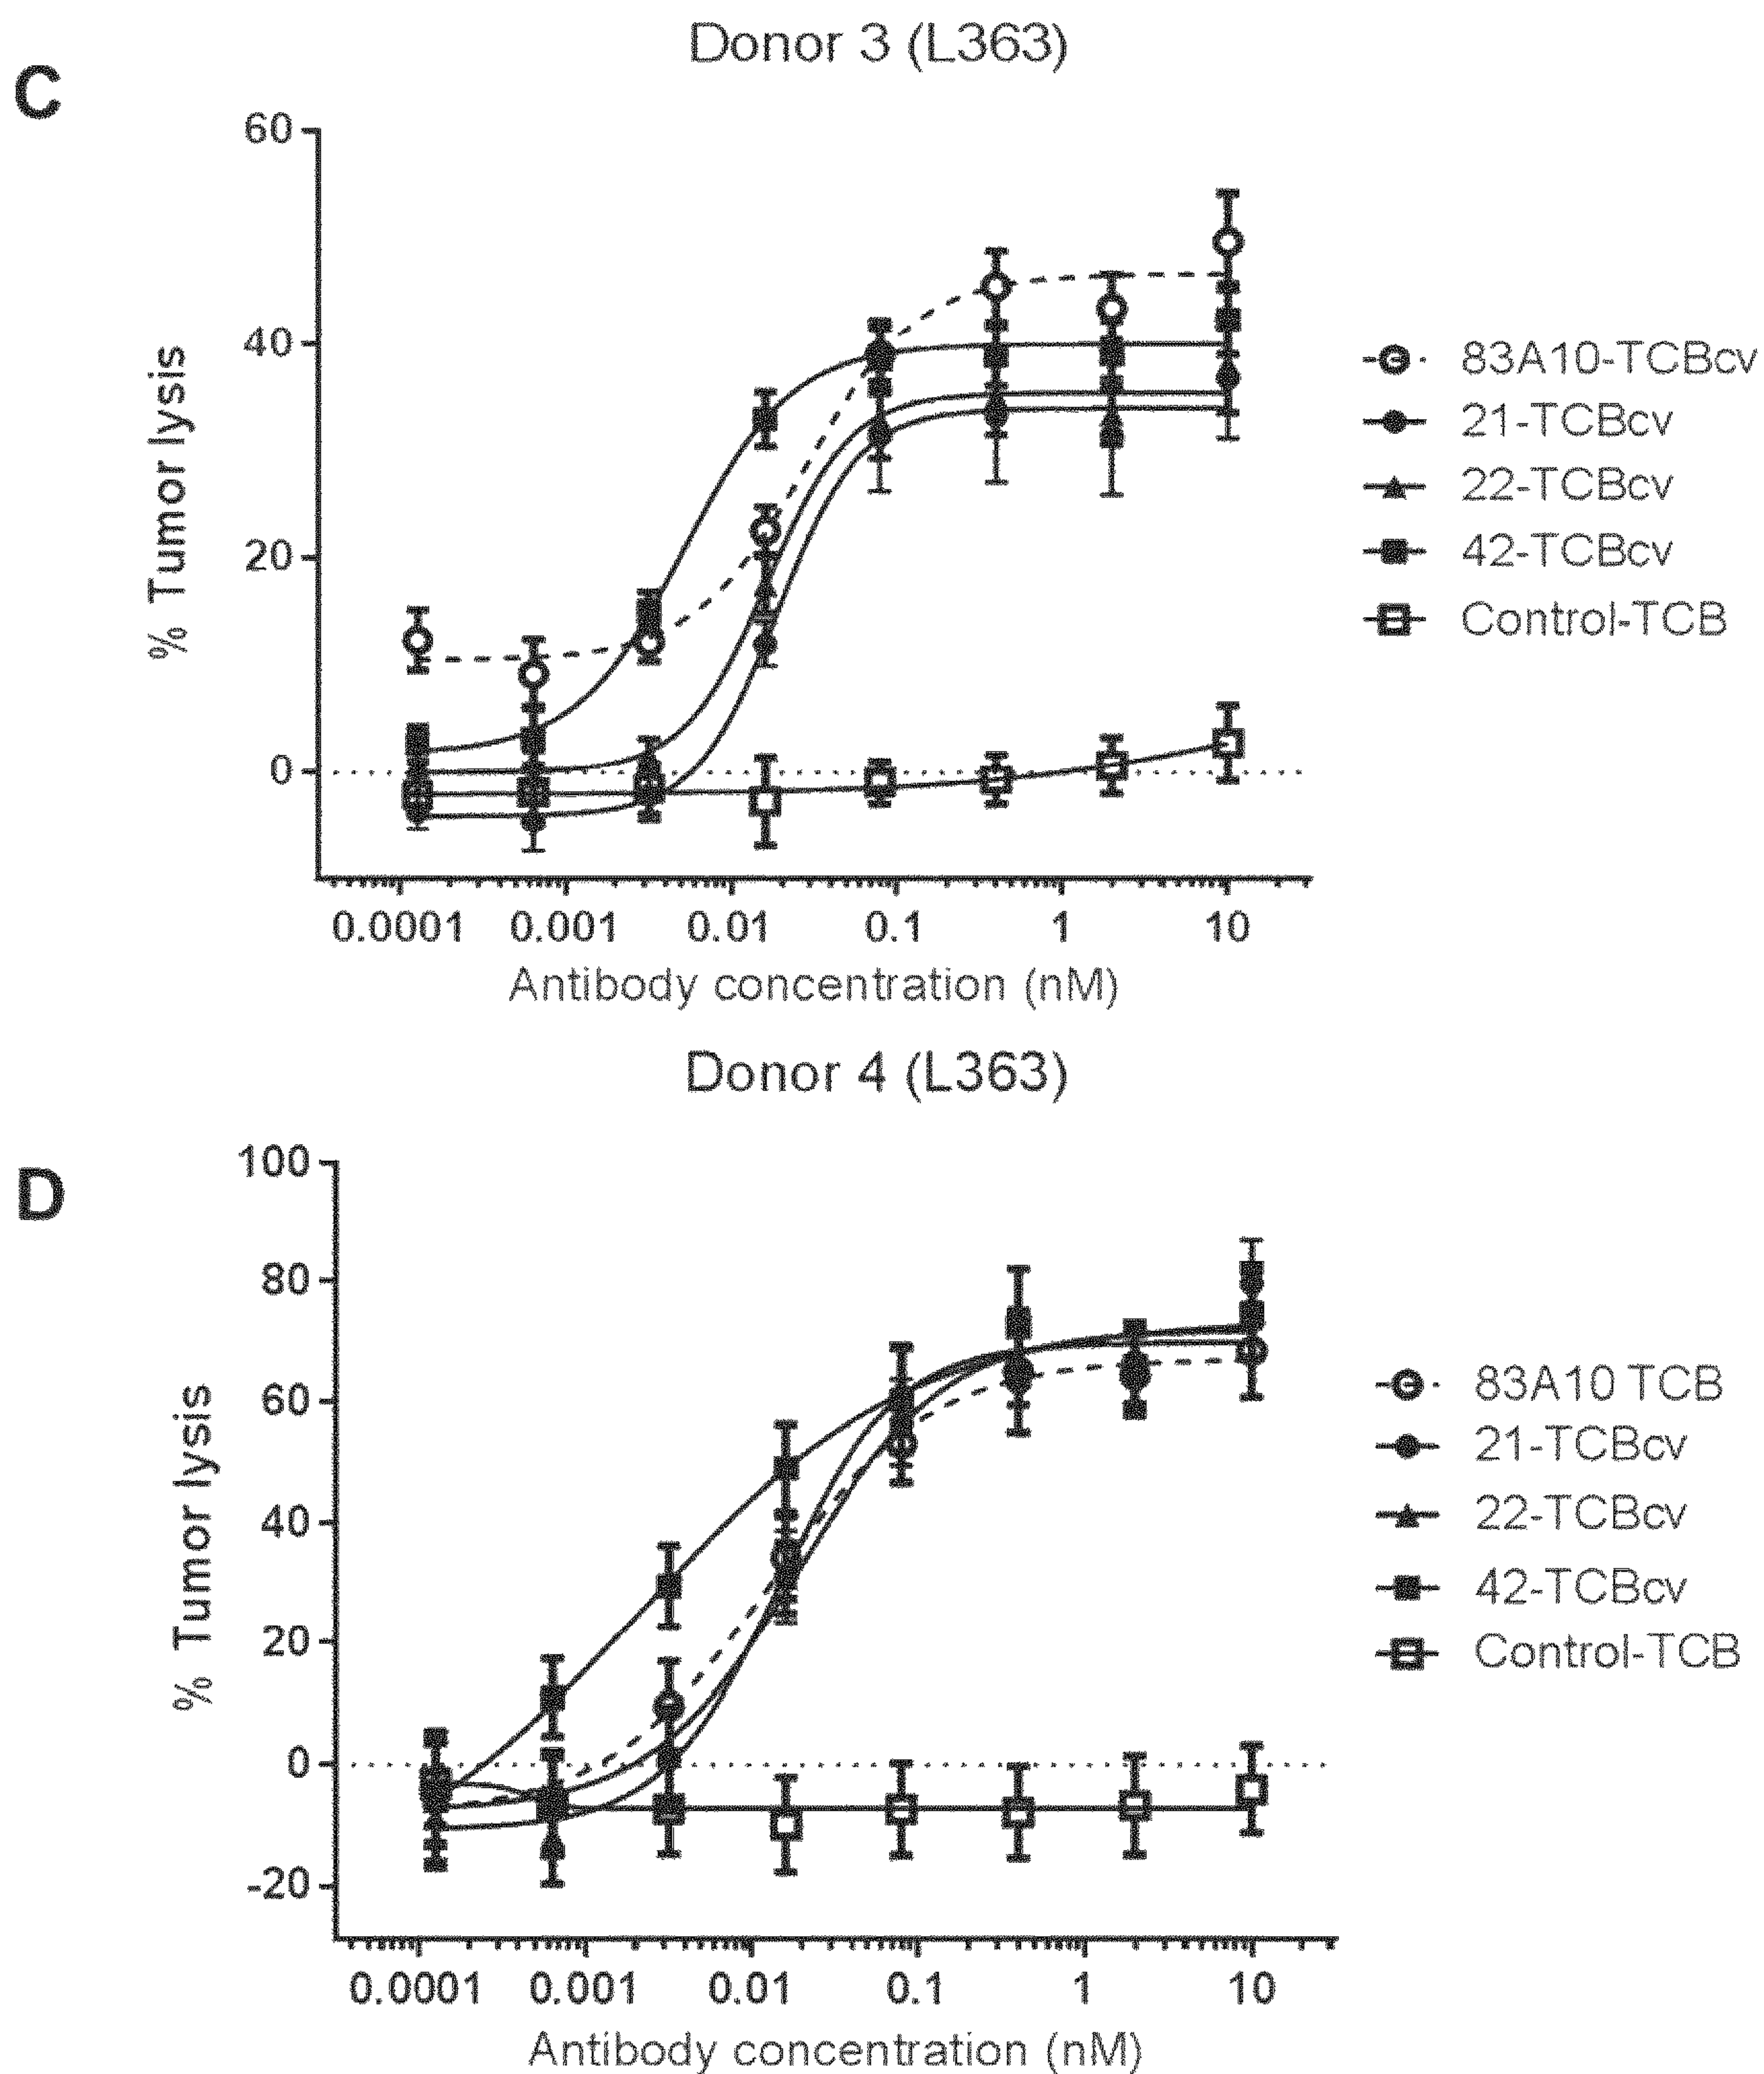 Donor 3 (L363)
C
60
40
20
0
% Tumor lysis
83A10-TCBcv
21-TCBcv
22-TCBcv
42-TCBcv
Control-TCB
0.0001 0.001 0.01 0.1 1 10
Antibody concentration (nM)
Donor 4 (L363)
D
100
80
60
40
20
0
-20
% Tumor lysis
83A10 TCB
21-TCBcv
22-TCBcv
42-TCBcv
Control-TCB
0.0001 0.001 0.01 0.1 1 10
Antibody concentration (nM)